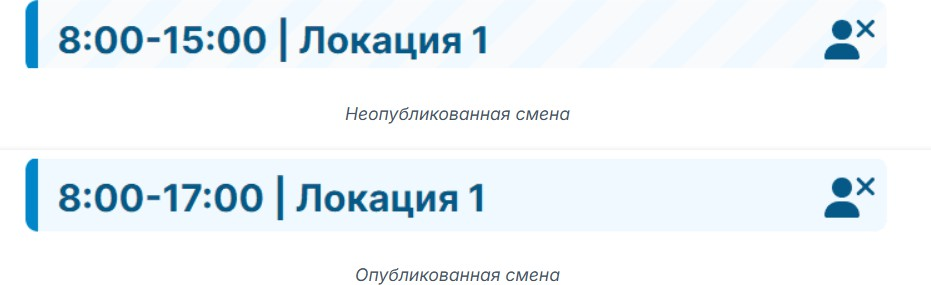 8:00-15:00 | Локация 1
Неопубликованная смена
8:00-17:00 | Локация 1
Опубликованная смена